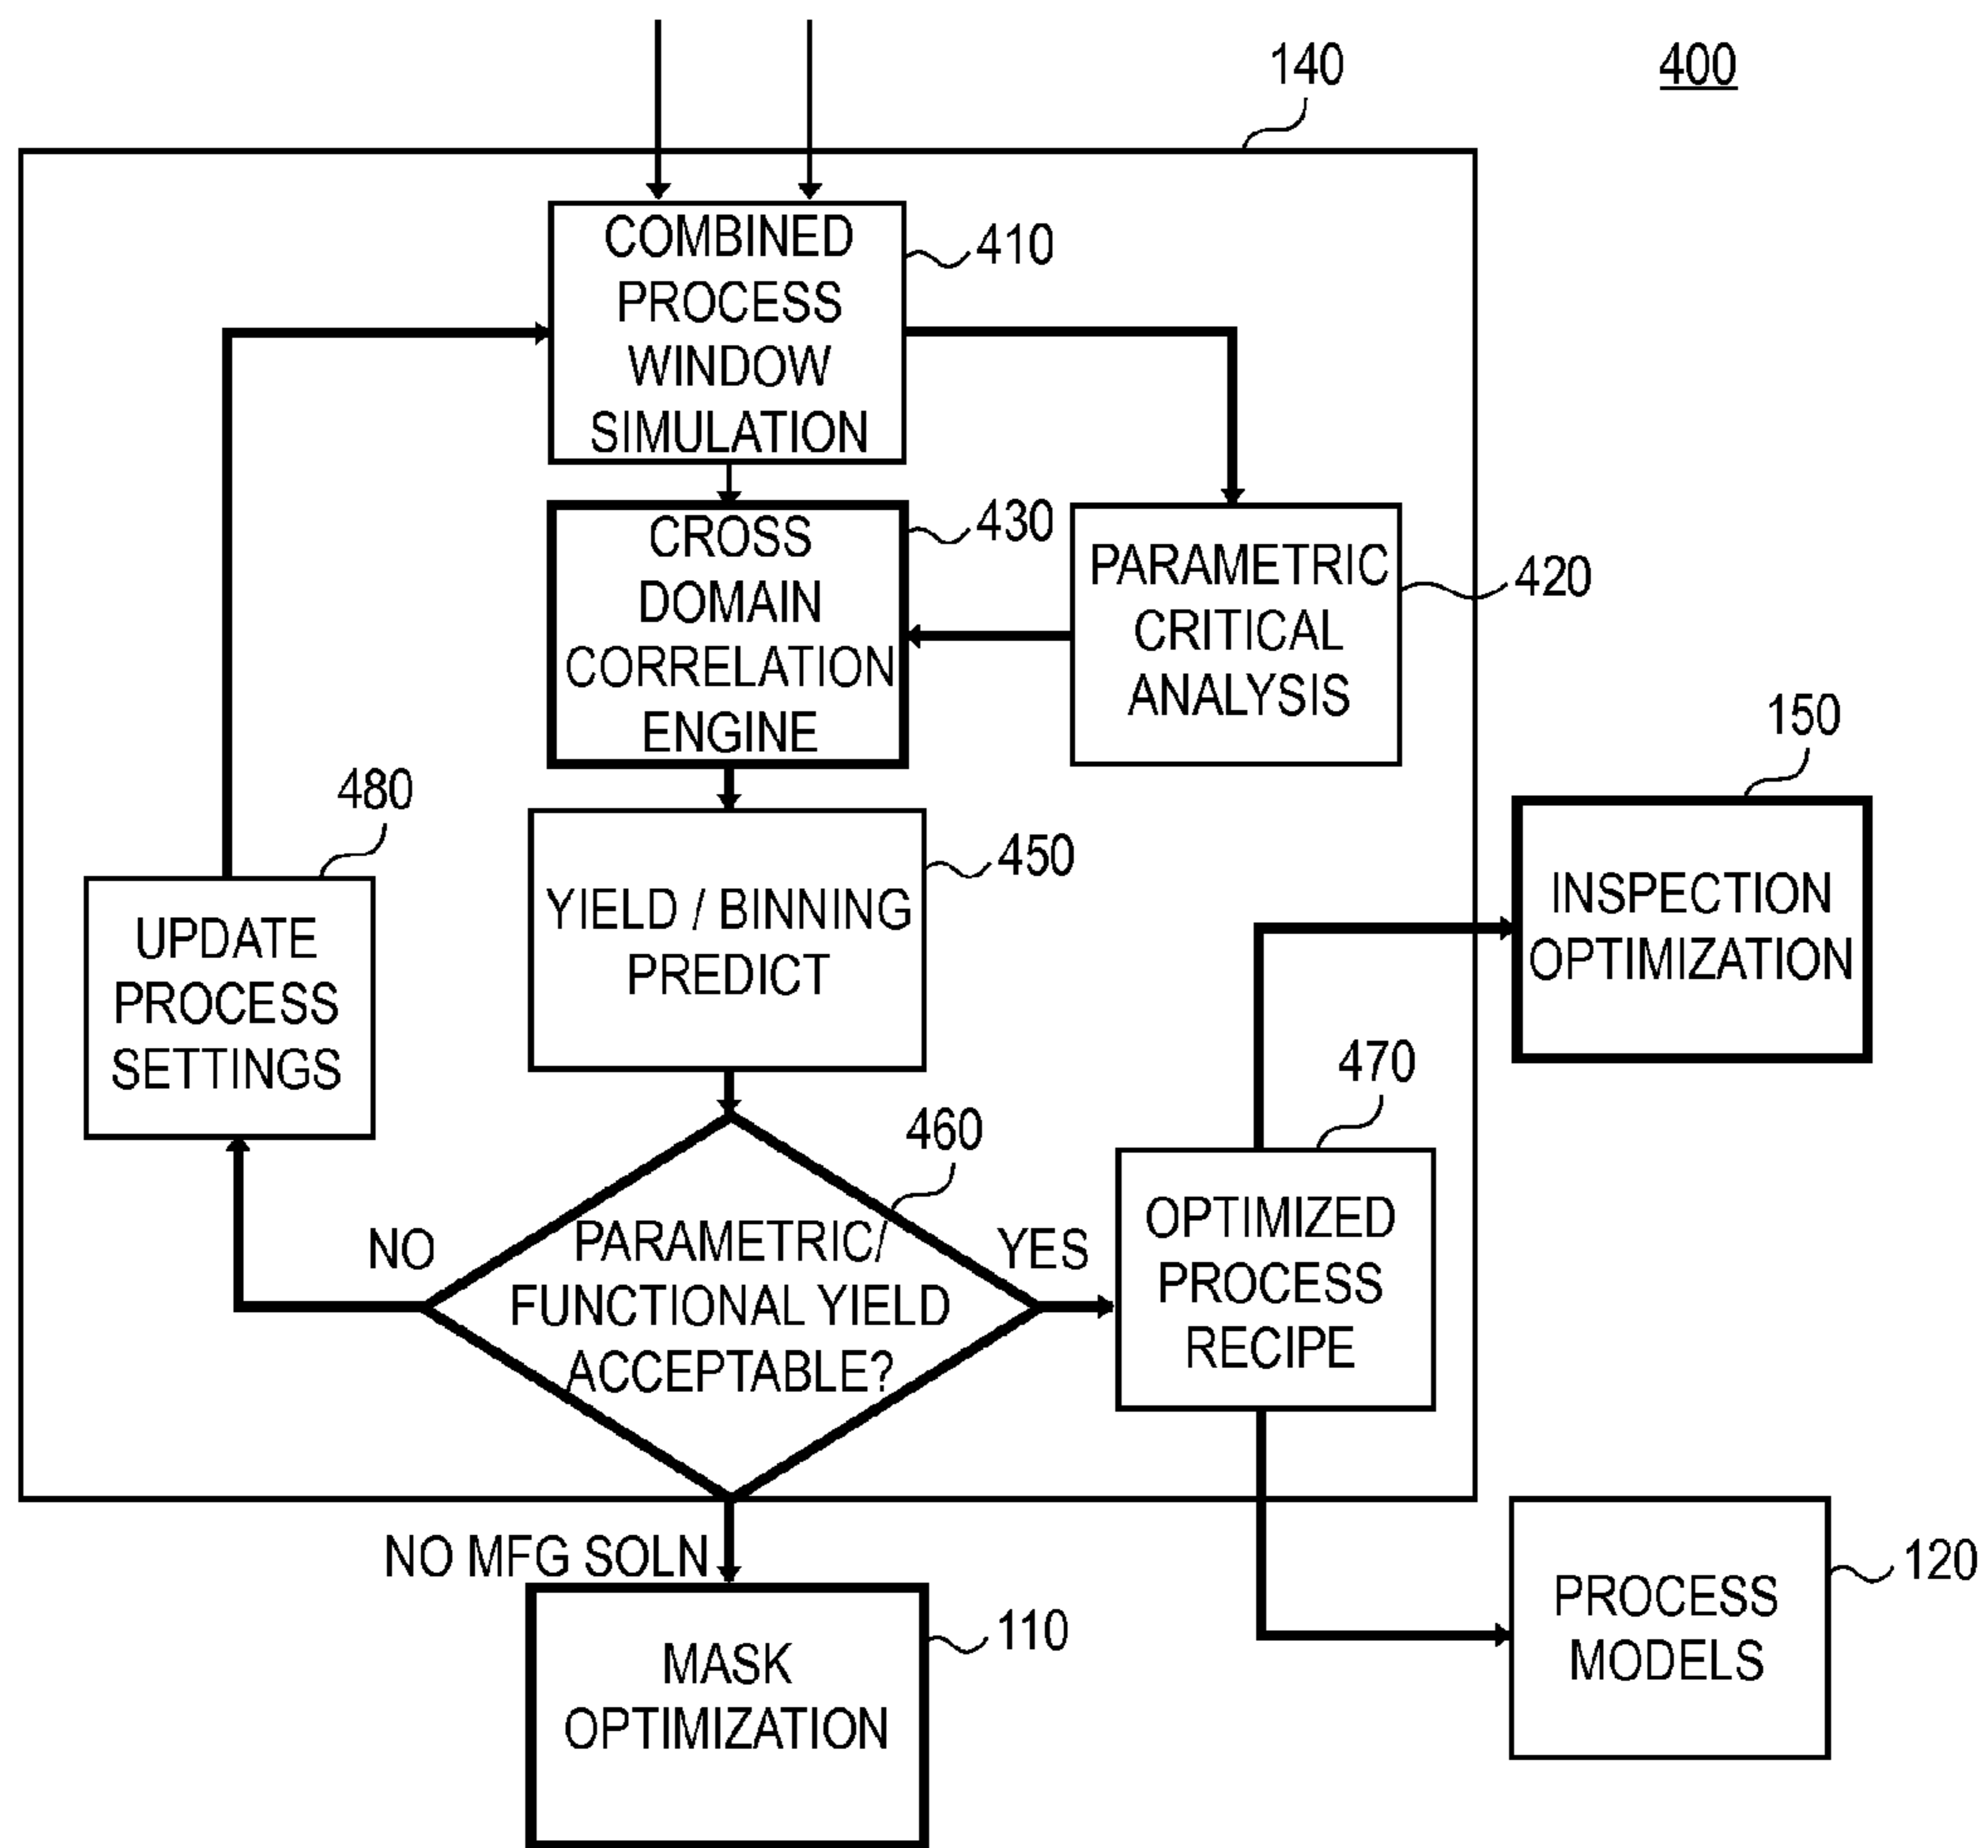 400
140
COMBINED
PROCESS
WINDOW
SIMULATION
410
CROSS
DOMAIN
CORRELATION
ENGINE
430
PARAMETRIC
CRITICAL
ANALYSIS
420
480
UPDATE
PROCESS
SETTINGS
YIELD / BINNING
PREDICT
450
150
INSPECTION
OPTIMIZATION
460
PARAMETRIC/
FUNCTIONAL YIELD
ACCEPTABLE?
NO
YES
470
OPTIMIZED
PROCESS
RECIPE
NO MFG SOLN
MASK
OPTIMIZATION
110
PROCESS
MODELS
120